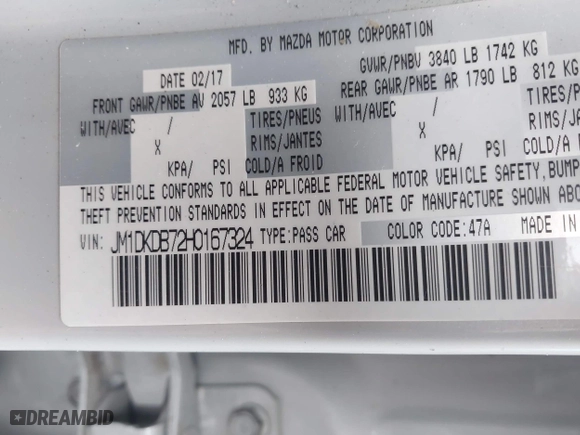 MFD. BY MAZDA MOTOR CORPORATION
DATE 02/17 GVWR/PNBV 3840 LB 1742 KG
FRONT GAWR/PNBE AV 2057 LB 933 KG REAR GAWR/PNBE AR 1790 LB 812 KG
WITH/AVEC / TIRES/PNEUS WITH/AVEC / TIRES/PN
X RIMS/JANTES X RIMS/JAN
KPA/ PSI COLD/A FROID KPA/ PSI COLD/A
THIS VEHICLE CONFORMS TO ALL APPLICABLE FEDERAL MOTOR VEHICLE SAFETY, BUMP
THEFT PREVENTION STANDARDS IN EFFECT ON THE DATE OF MANUFACTURE SHOWN ABO
VIN: JM1DKDB72H0167324 TYPE:PASS CAR COLOR CODE:47A MADE IN
DREAMBID